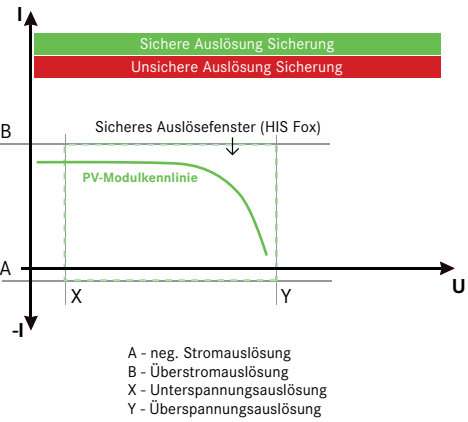 I
Sichere Auslösung Sicherung
Unsichere Auslösung Sicherung
B
Sicheres Auslösefenster (HIS Fox)
PV-Modulkennlinie
A
U
X
Y
-I
A - neg. Stromauslösung
B - Überstromauslösung
X - Unterspannungsauslösung
Y - Überspannungsauslösung